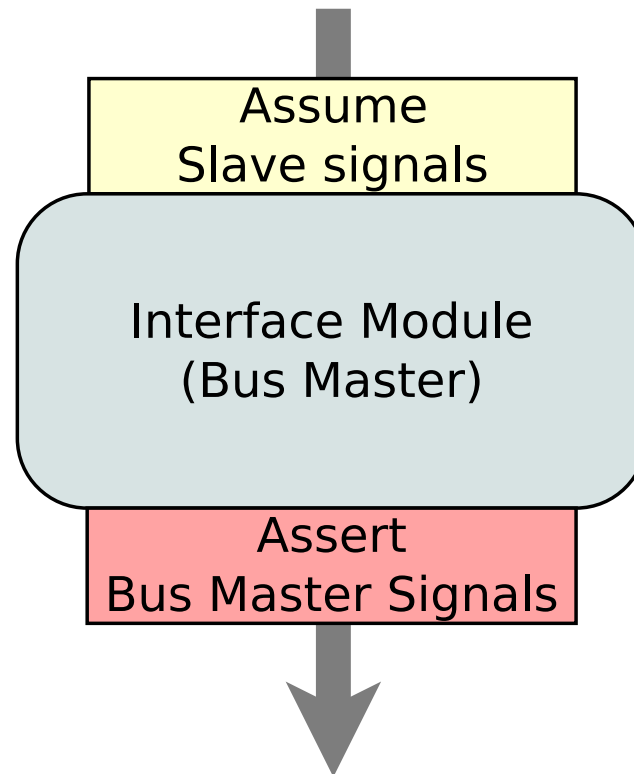 Assume
Slave signals
Interface Module
(Bus Master)
Assert
Bus Master Signals